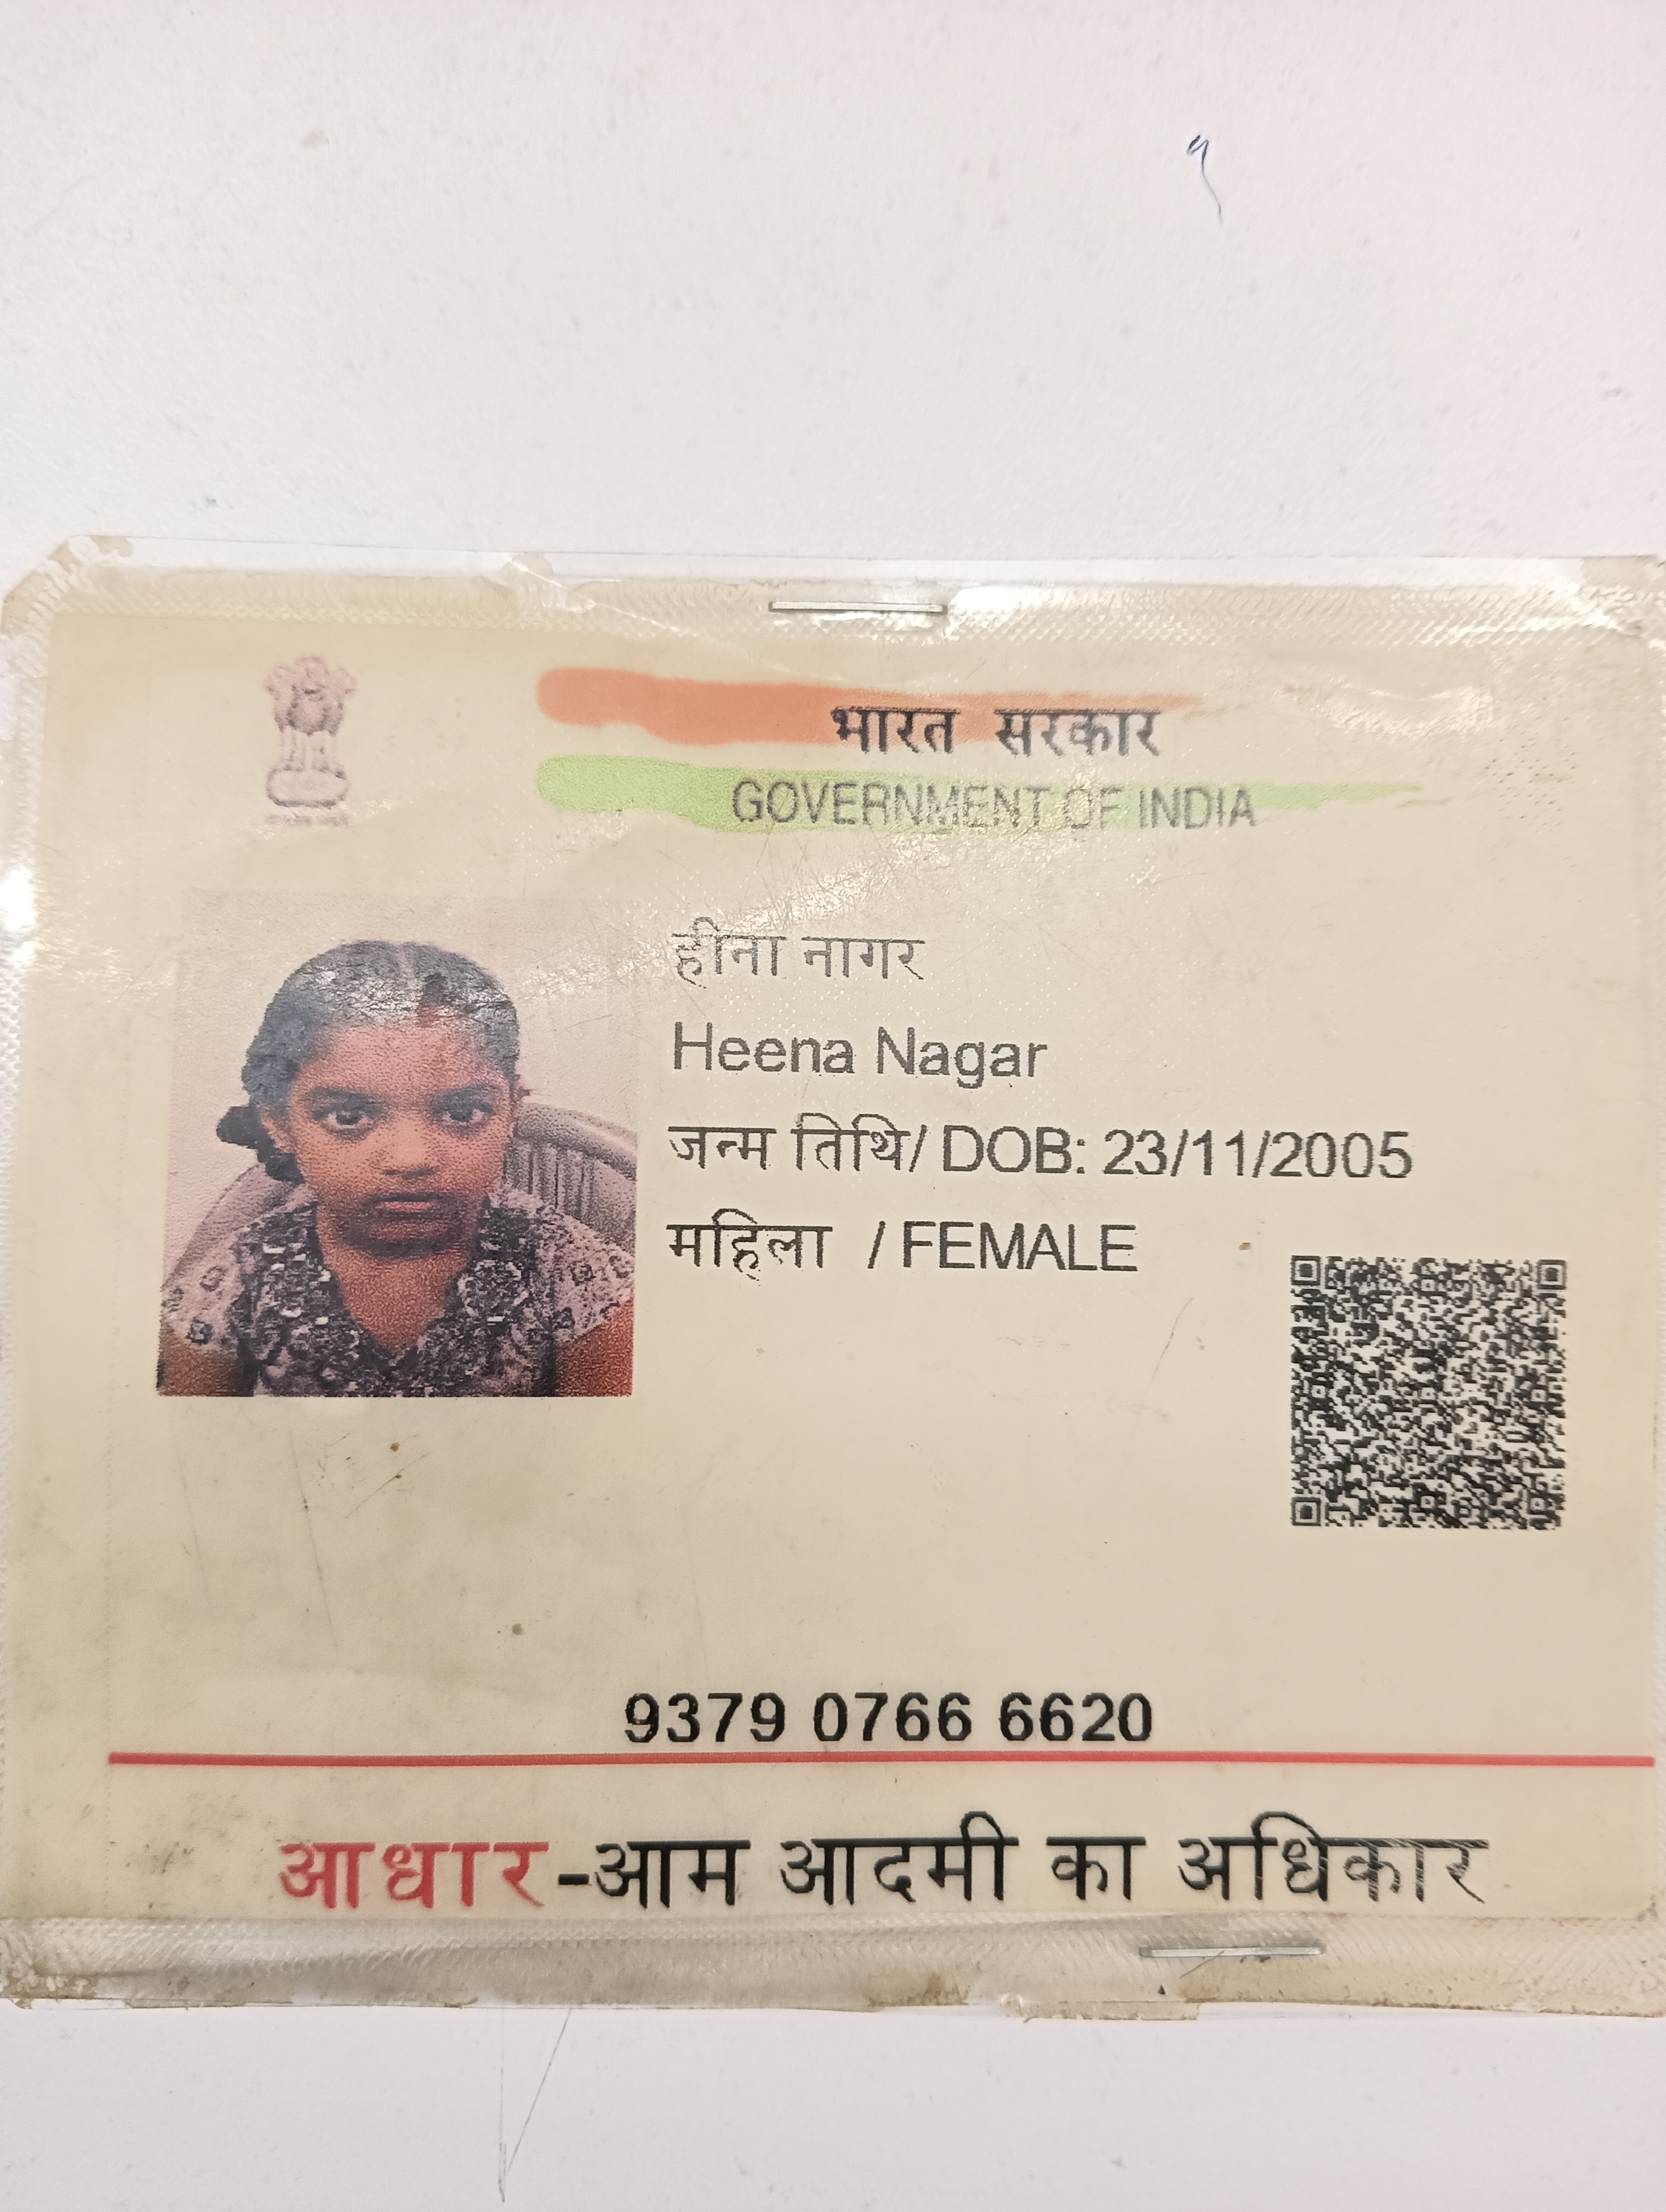 भारत सरकार
GOVERNMENT OF INDIA
हीना नागर
Heena Nagar
जन्म तिथि/ DOB: 23/11/2005
महिला / FEMALE
9379 0766 6620
आधार-आम आदमी का अधिकार